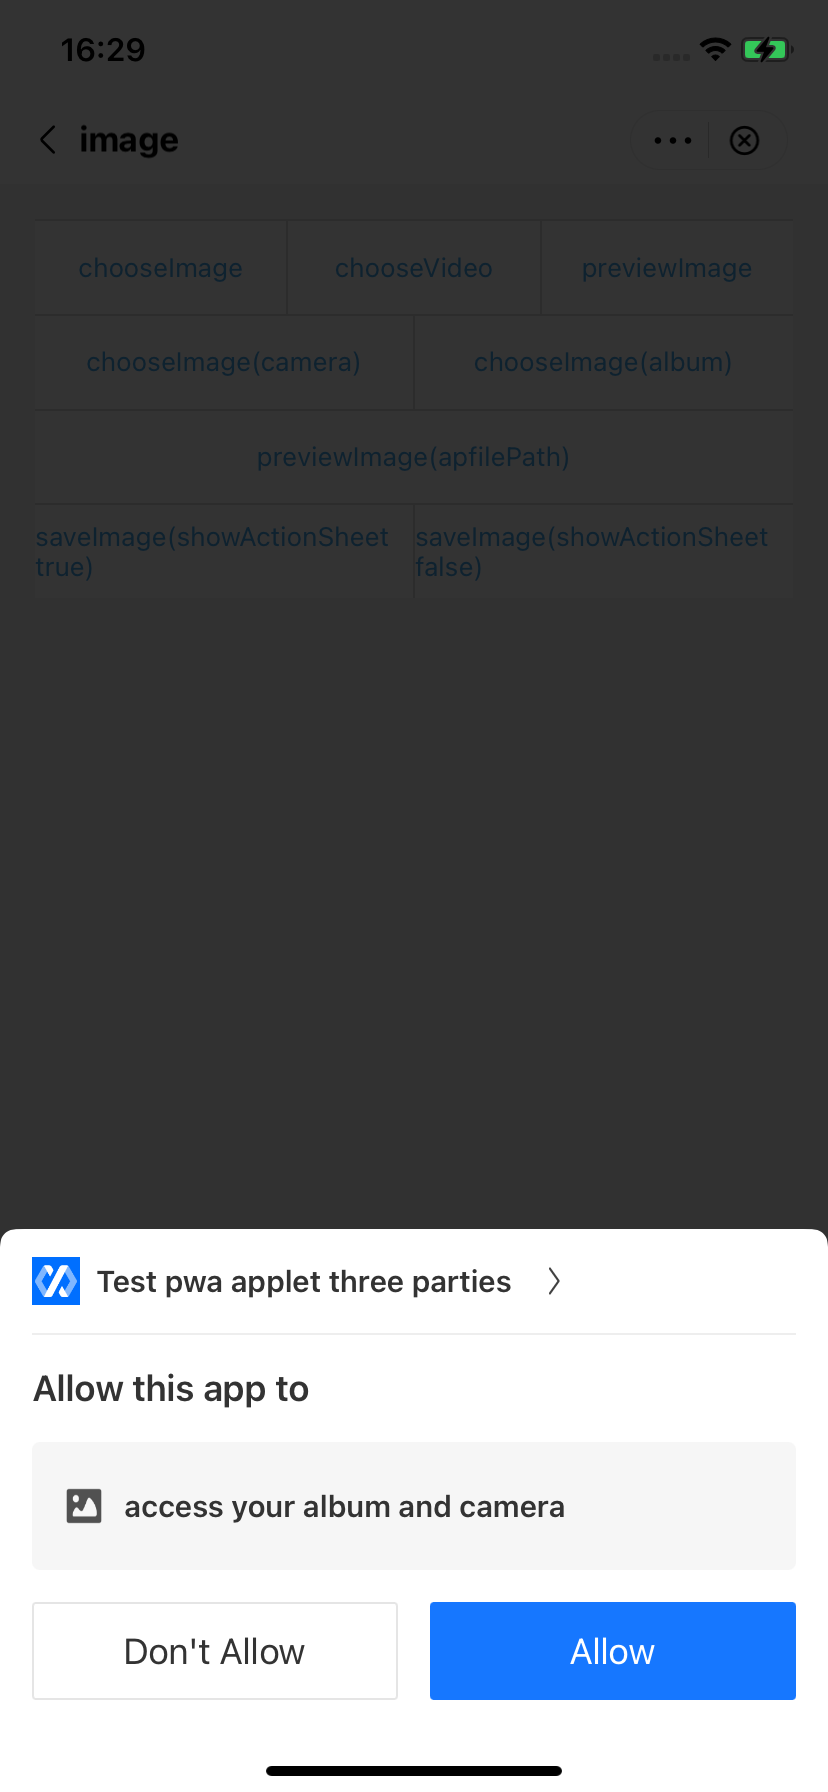 16:29
image
chooseImage
chooseVideo
previewImage
chooseImage(camera)
chooseImage(album)
previewImage(apfilePath)
saveImage(showActionSheet
true)
saveImage(showActionSheet
false)
Test pwa applet three parties
Allow this app to
access your album and camera
Don't Allow
Allow